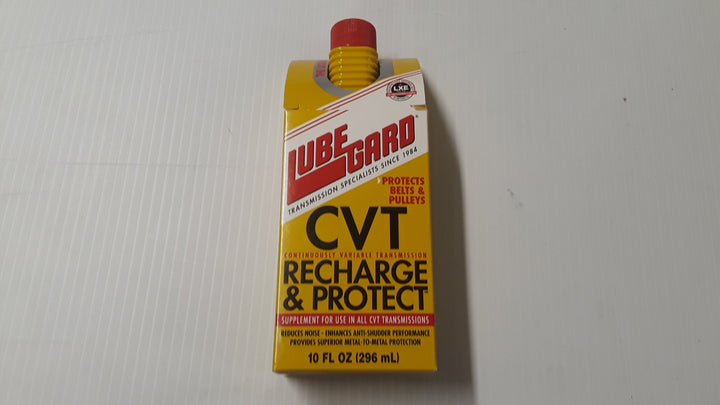 LXE
LUBE GARD®
TRANSMISSION SPECIALISTS SINCE 1984
PROTECTS
BELTS &
PULLEYS
CVT
CONTINUOUSLY VARIABLE TRANSMISSION
RECHARGE
& PROTECT
SUPPLEMENT FOR USE IN ALL CVT TRANSMISSIONS
REDUCES NOISE · ENHANCES ANTI-SHUDDER PERFORMANCE
PROVIDES SUPERIOR METAL-TO-METAL PROTECTION
10 FL OZ (296 mL)